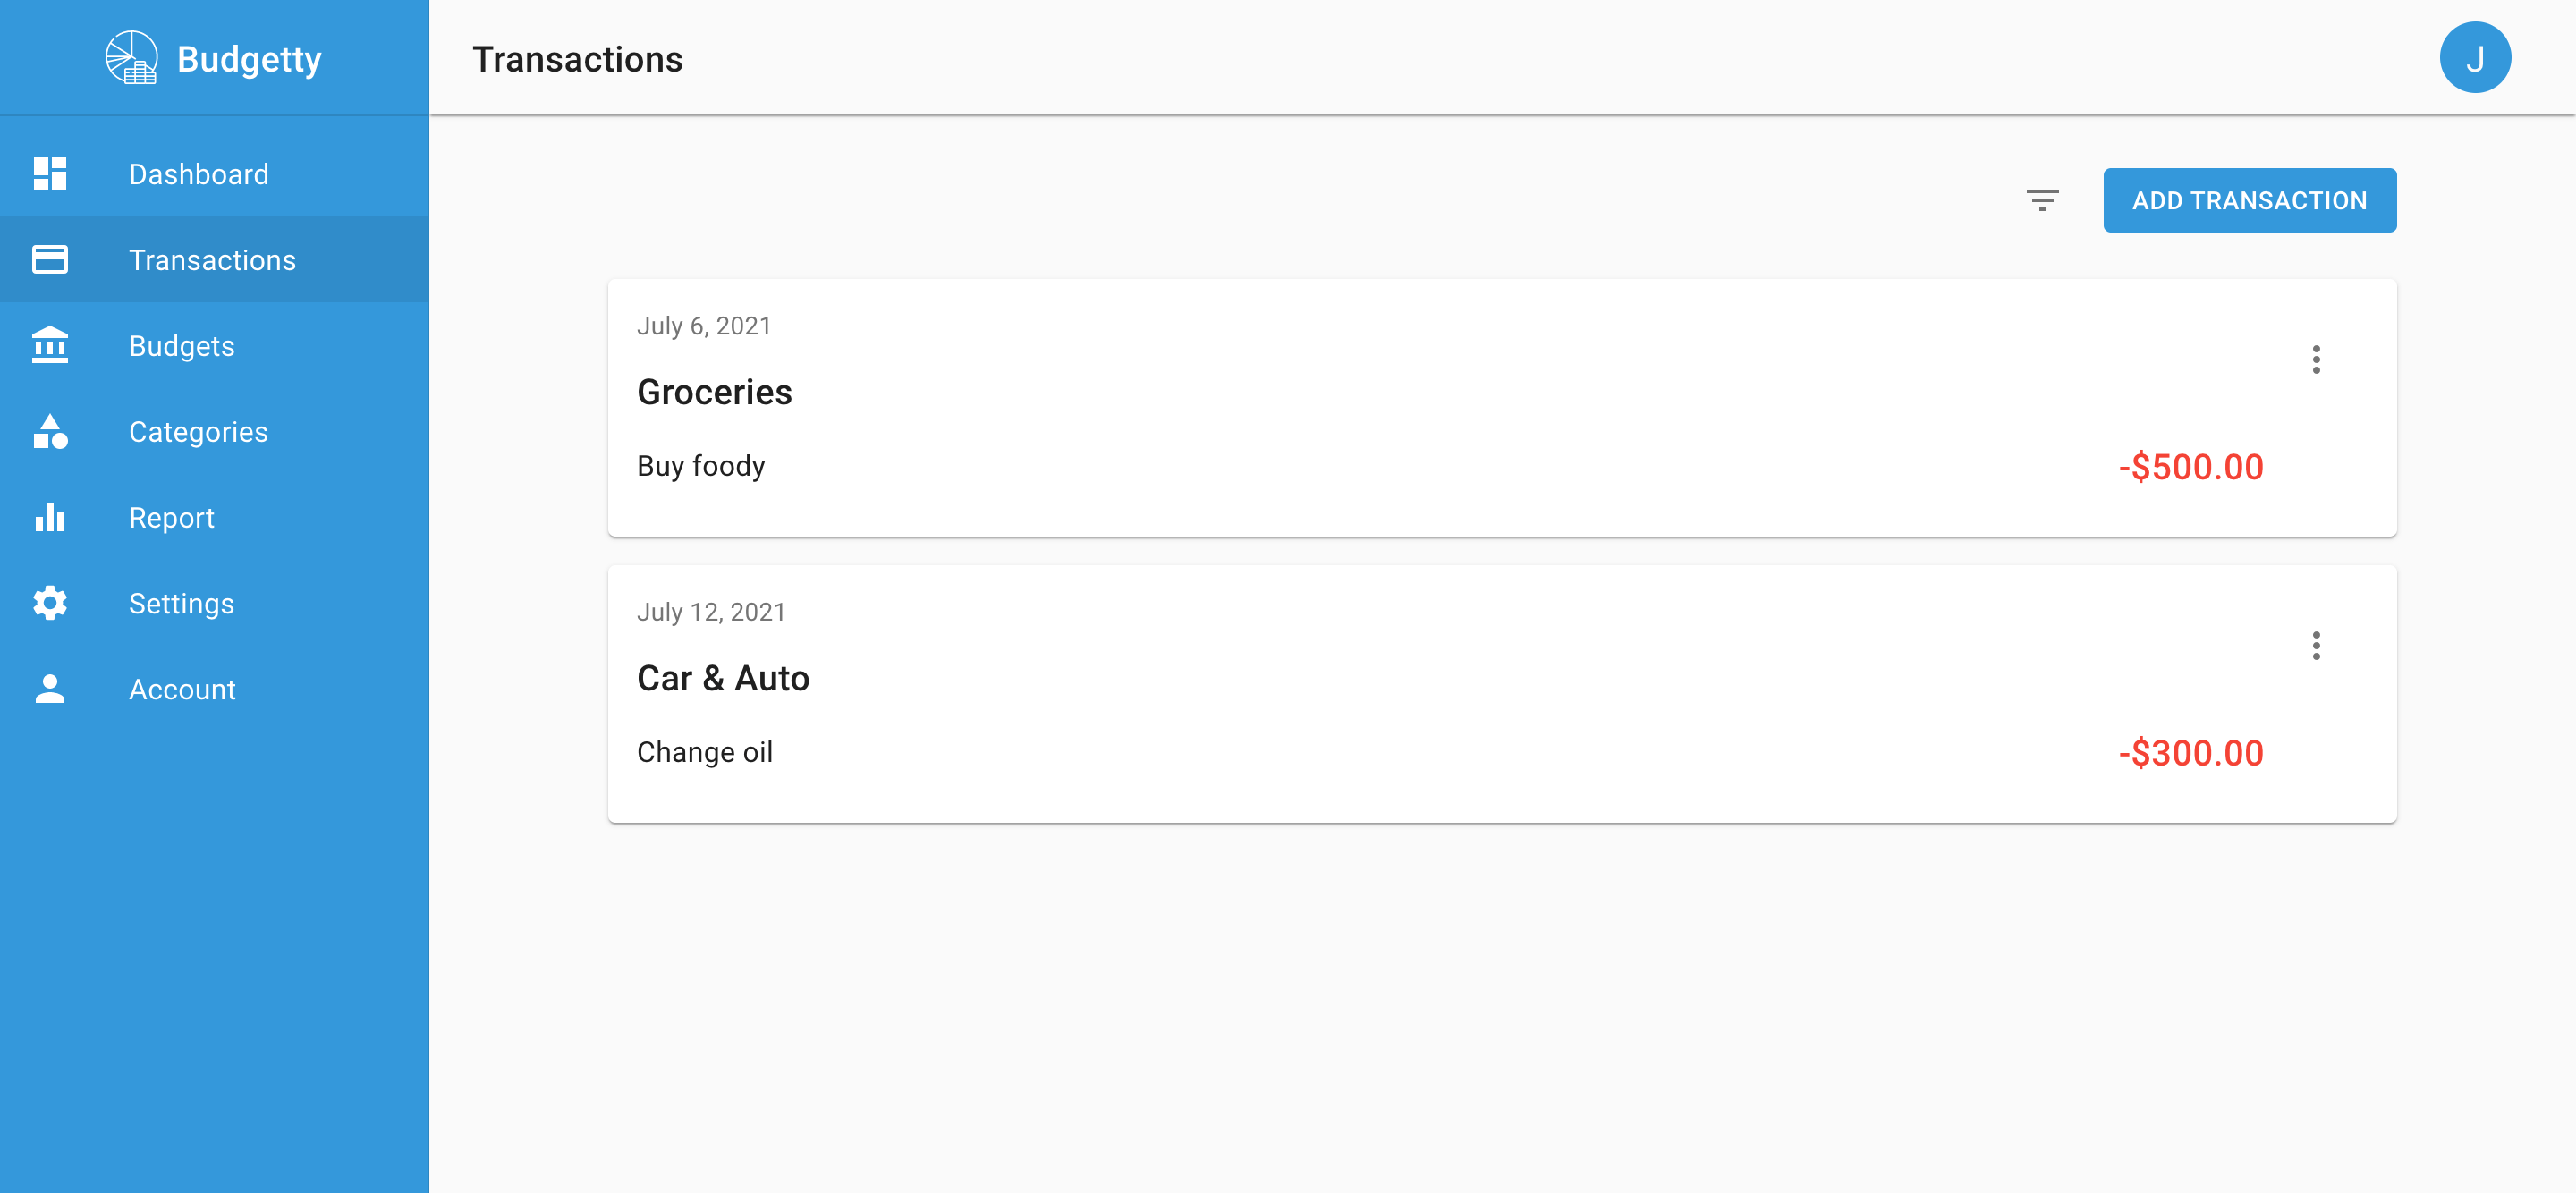 Budgetty
Transactions
J
Dashboard
Transactions
Budgets
Categories
Report
Settings
Account
ADD TRANSACTION
July 6, 2021
Groceries
Buy foody
-$500.00
July 12, 2021
Car & Auto
Change oil
-$300.00